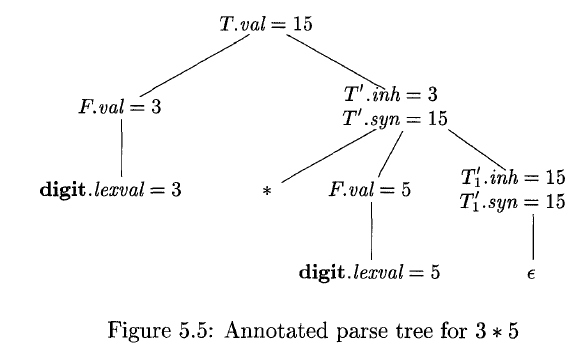 T.val = 15
F.val = 3
T′.inh = 3
T′.syn = 15
digit.lexval = 3
*
F.val = 5
T′₁.inh = 15
T′₁.syn = 15
digit.lexval = 5
ϵ
Figure 5.5: Annotated parse tree for 3 * 5